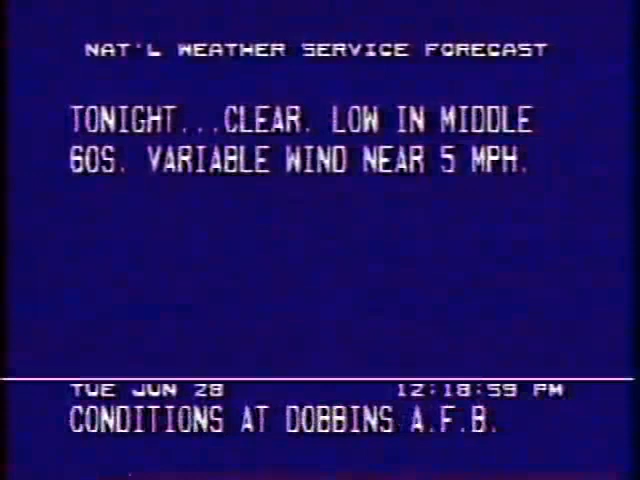 NAT'L WEATHER SERVICE FORECAST
TONIGHT...CLEAR. LOW IN MIDDLE
60S. VARIABLE WIND NEAR 5 MPH.
TUE JUN 28 12:18:59 PM
CONDITIONS AT DOBBINS A.F.B.